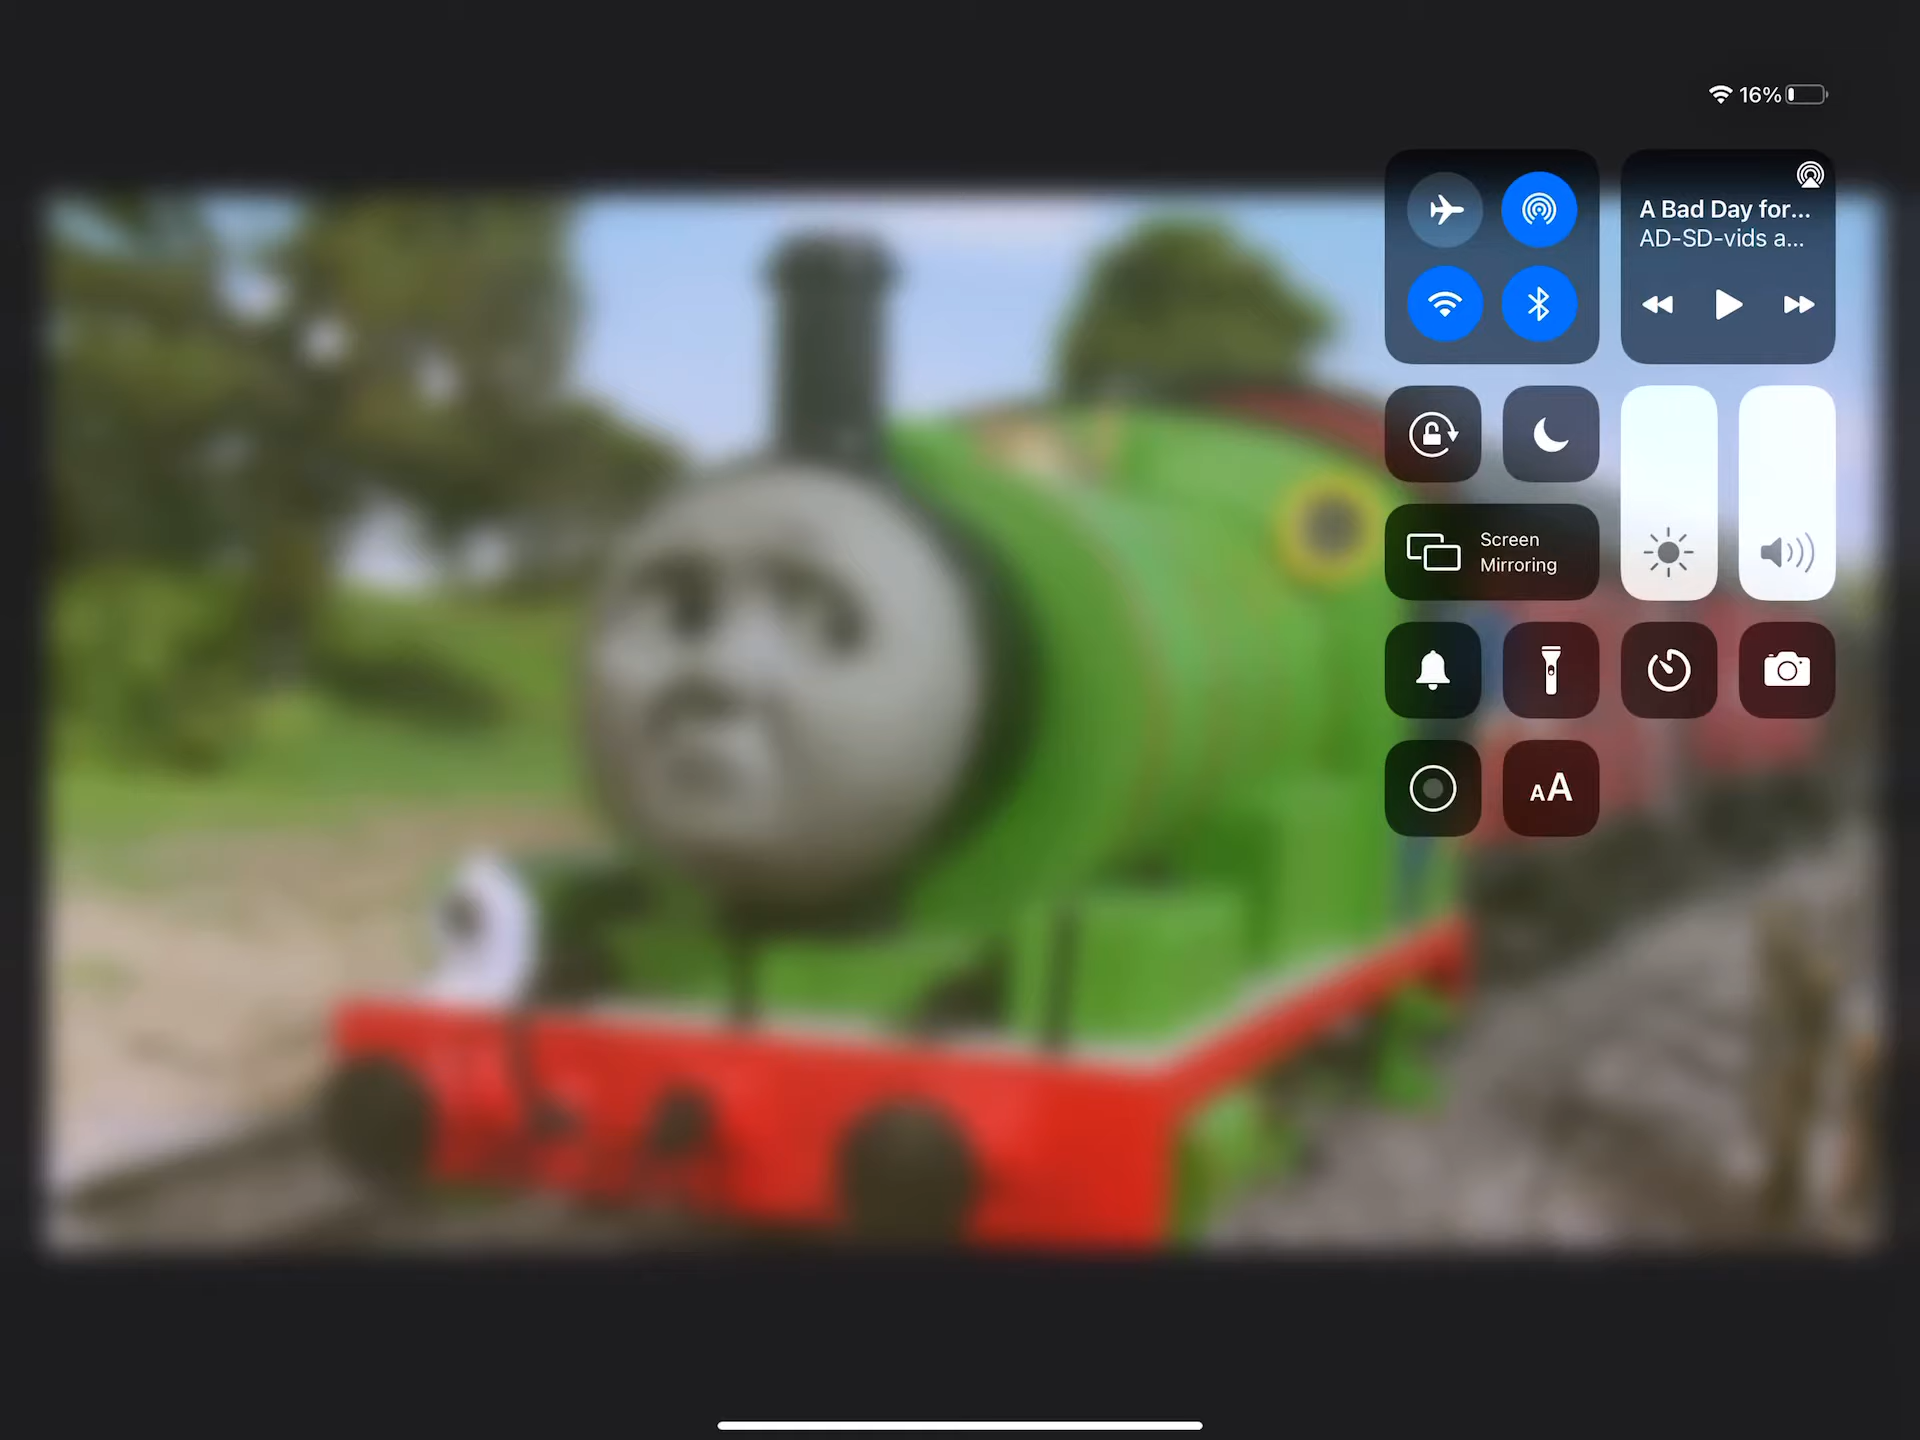 16%
A Bad Day for...
AD-SD-vids a...
Screen
Mirroring
AA